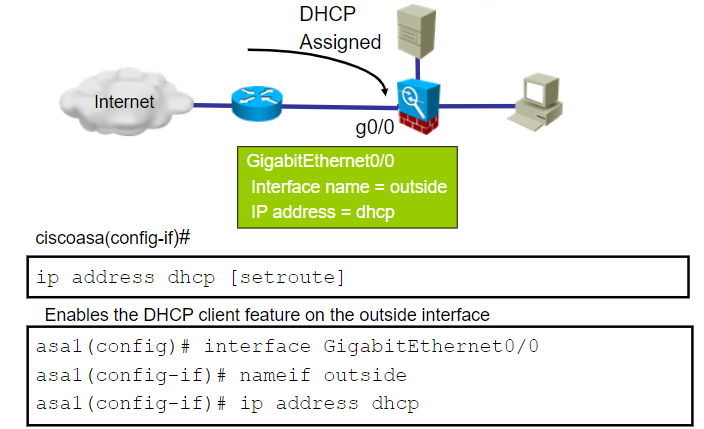 DHCP
Assigned
Internet
g0/0
GigabitEthernet0/0
Interface name = outside
IP address = dhcp
ciscoasa(config-if)#
ip address dhcp [setroute]
Enables the DHCP client feature on the outside interface
asa1(config)# interface GigabitEthernet0/0
asa1(config-if)# nameif outside
asa1(config-if)# ip address dhcp